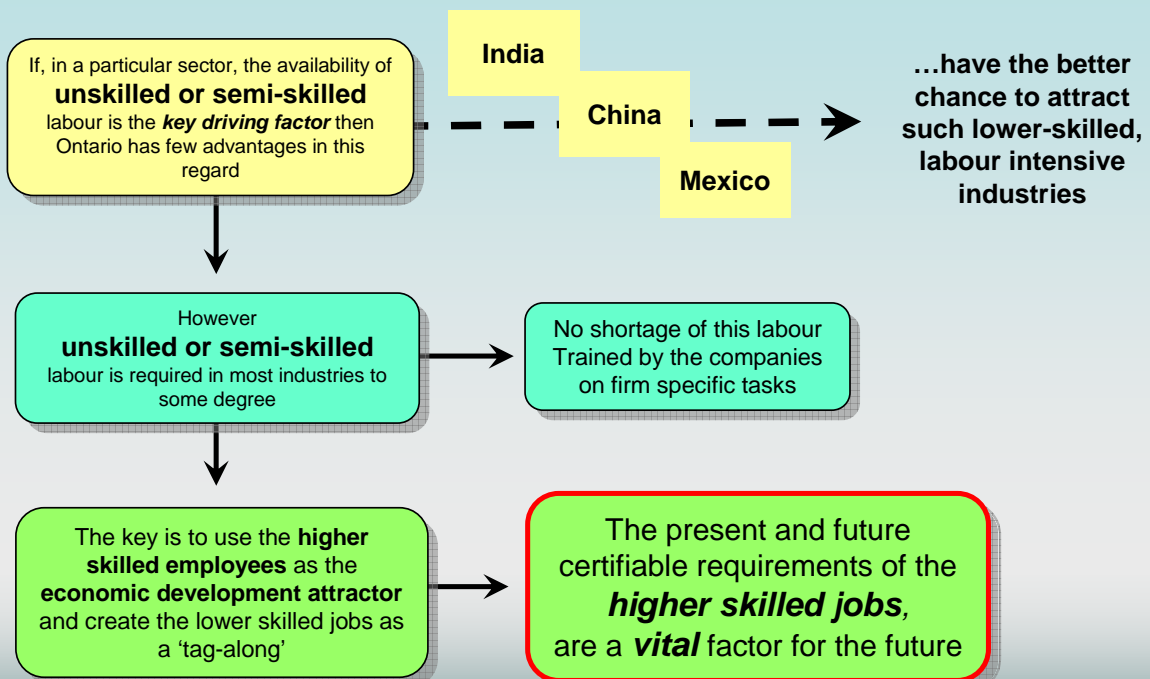 If, in a particular sector, the availability of
unskilled or semi-skilled
labour is the key driving factor then
Ontario has few advantages in this
regard
India
China
Mexico
…have the better
chance to attract
such lower-skilled,
labour intensive
industries
However
unskilled or semi-skilled
labour is required in most industries to
some degree
No shortage of this labour
Trained by the companies
on firm specific tasks
The key is to use the higher
skilled employees as the
economic development attractor
and create the lower skilled jobs as
a ‘tag-along’
The present and future
certifiable requirements of the
higher skilled jobs,
are a vital factor for the future